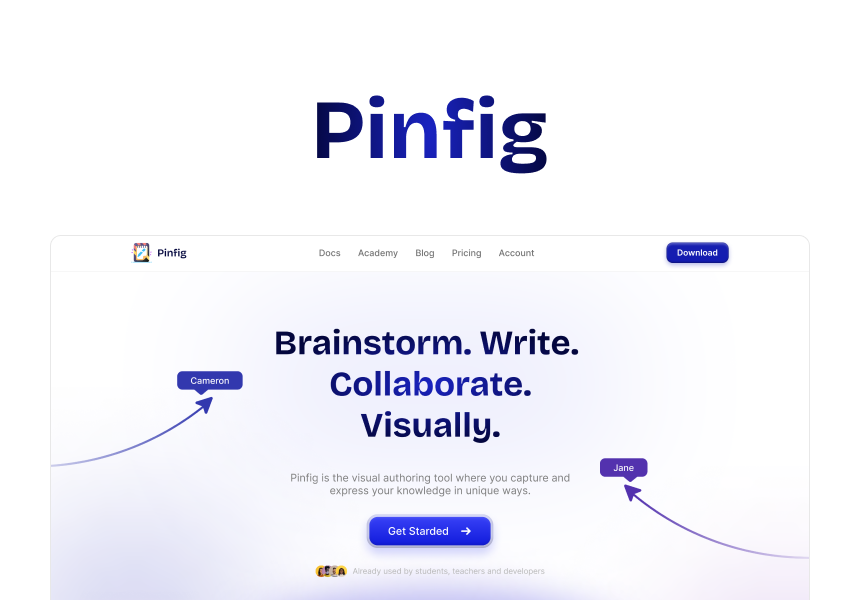 Pinfig
Pinfig
Docs Academy Blog Pricing Account
Download
Brainstorm. Write.
Collaborate.
Visually.
Cameron
Jane
Pinfig is the visual authoring tool where you capture and
express your knowledge in unique ways.
Get Starded
Already used by students, teachers and developers